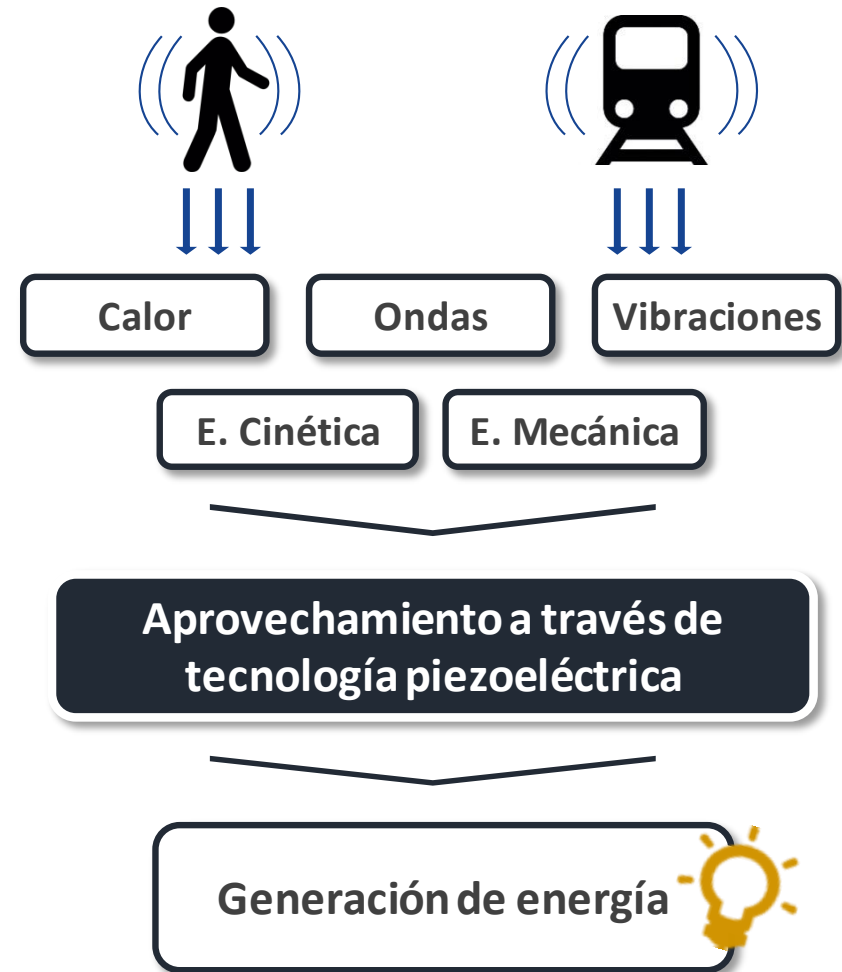 Calor
Ondas
Vibraciones
E. Cinética
E. Mecánica
Aprovechamiento a través de
tecnología piezoeléctrica
Generación de energía